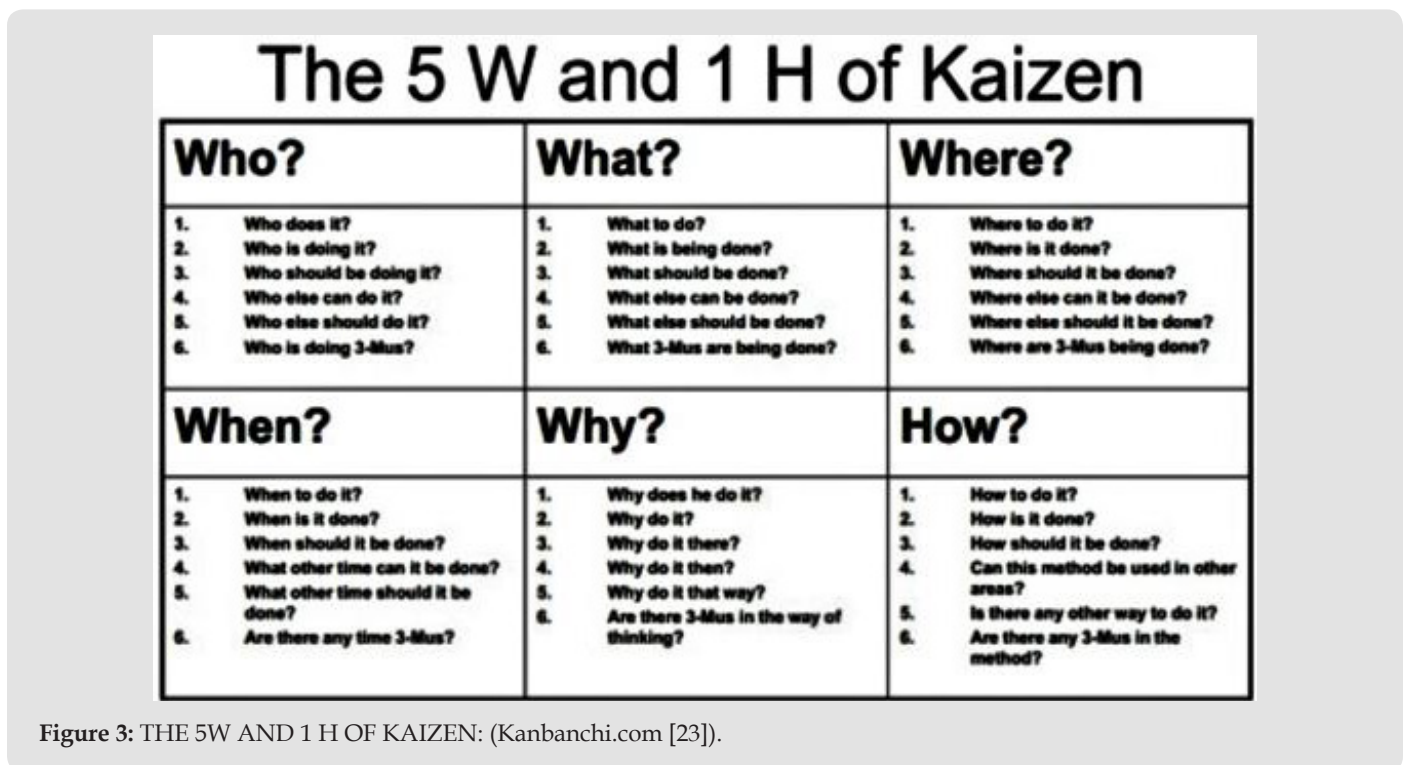 The 5 W and 1 H of Kaizen
Who?
1. Who does it?
2. Who is doing it?
3. Who should be doing it?
4. Who else can do it?
5. Who else should do it?
6. Who is doing 3-Mus?
What?
1. What to do?
2. What is being done?
3. What should be done?
4. What else can be done?
5. What else should be done?
6. What 3-Mus are being done?
Where?
1. Where to do it?
2. Where is it done?
3. Where should it be done?
4. Where else can it be done?
5. Where else should it be done?
6. Where are 3-Mus being done?
When?
1. When to do it?
2. When is it done?
3. When should it be done?
4. What other time can it be done?
5. What other time should it be
done?
6. Are there any time 3-Mus?
Why?
1. Why does he do it?
2. Why do it?
3. Why do it there?
4. Why do it then?
5. Why do it that way?
6. Are there 3-Mus in the way of
thinking?
How?
1. How to do it?
2. How is it done?
3. How should it be done?
4. Can this method be used in other
areas?
5. Is there any other way to do it?
6. Are there any 3-Mus in the
method?
Figure 3: THE 5W AND 1 H OF KAIZEN: (Kanbanchi.com [23]).